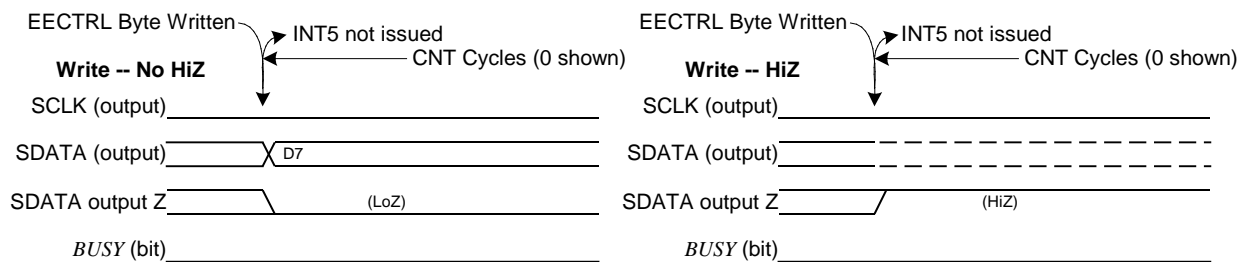 EECTRL Byte Written
INT5 not issued
CNT Cycles (0 shown)
Write -- No HiZ
SCLK (output)
SDATA (output)
D7
SDATA output Z
(LoZ)
BUSY (bit)
EECTRL Byte Written
INT5 not issued
CNT Cycles (0 shown)
Write -- HiZ
SCLK (output)
SDATA (output)
SDATA output Z
(HiZ)
BUSY (bit)